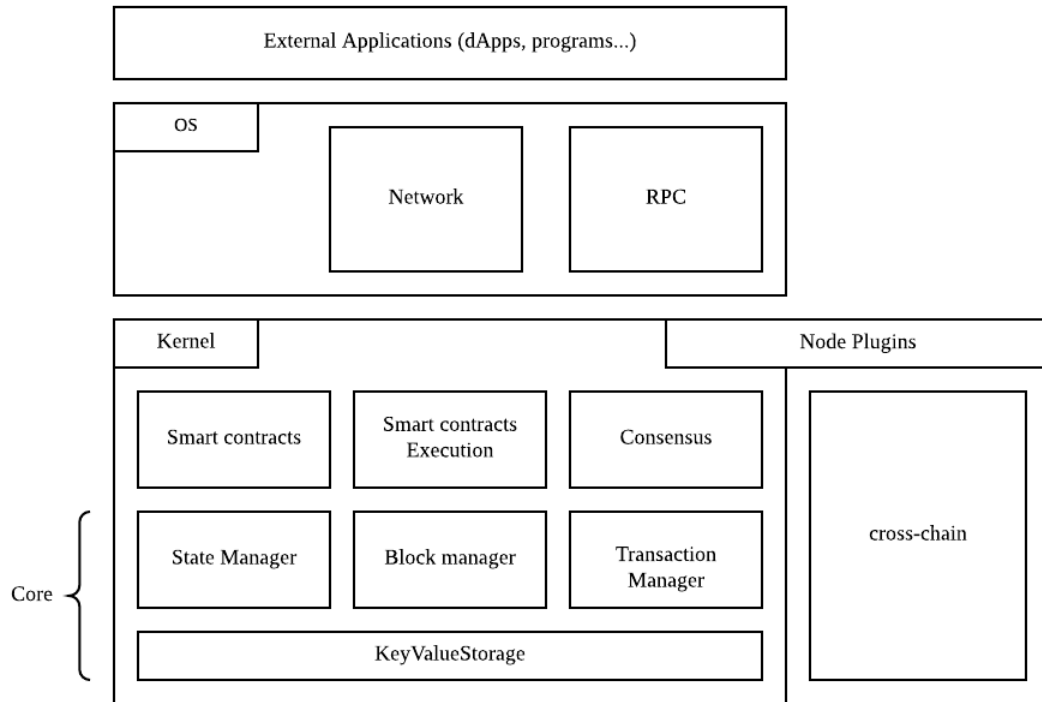 External Applications (dApps, programs...)
OS
Network
RPC
Kernel
Node Plugins
Smart contracts
Smart contracts
Execution
Consensus
cross-chain
State Manager
Block manager
Transaction
Manager
Core
KeyValueStorage